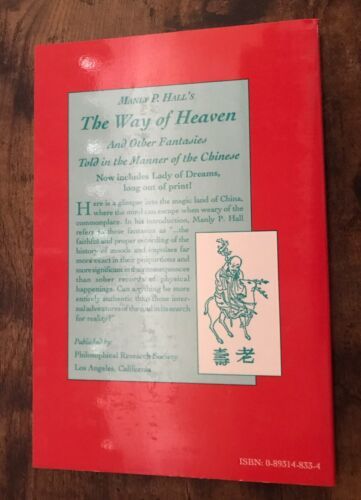 MANLY P. HALL'S
The Way of Heaven
And Other Fantasies
Told in the Manner of the Chinese
Now includes Lady of Dreams,
long out of print!
Here is a glimpse into the magic land of China,
where the mind can escape when weary of the
commonplace. In his introduction, Manly P. Hall
refers to these fantasies as "...the
faithful and proper recording of the
history of moods and impulses far
more exact in their proportions and
more significant in their consequences
than sober records of physical
happenings. Can anything be more
entirely authentic than those inter-
nal adventures of the soul in its search
for reality?"
Published by
Philosophical Research Society
Los Angeles, California
壽 老
ISBN: 0-89314-833-4